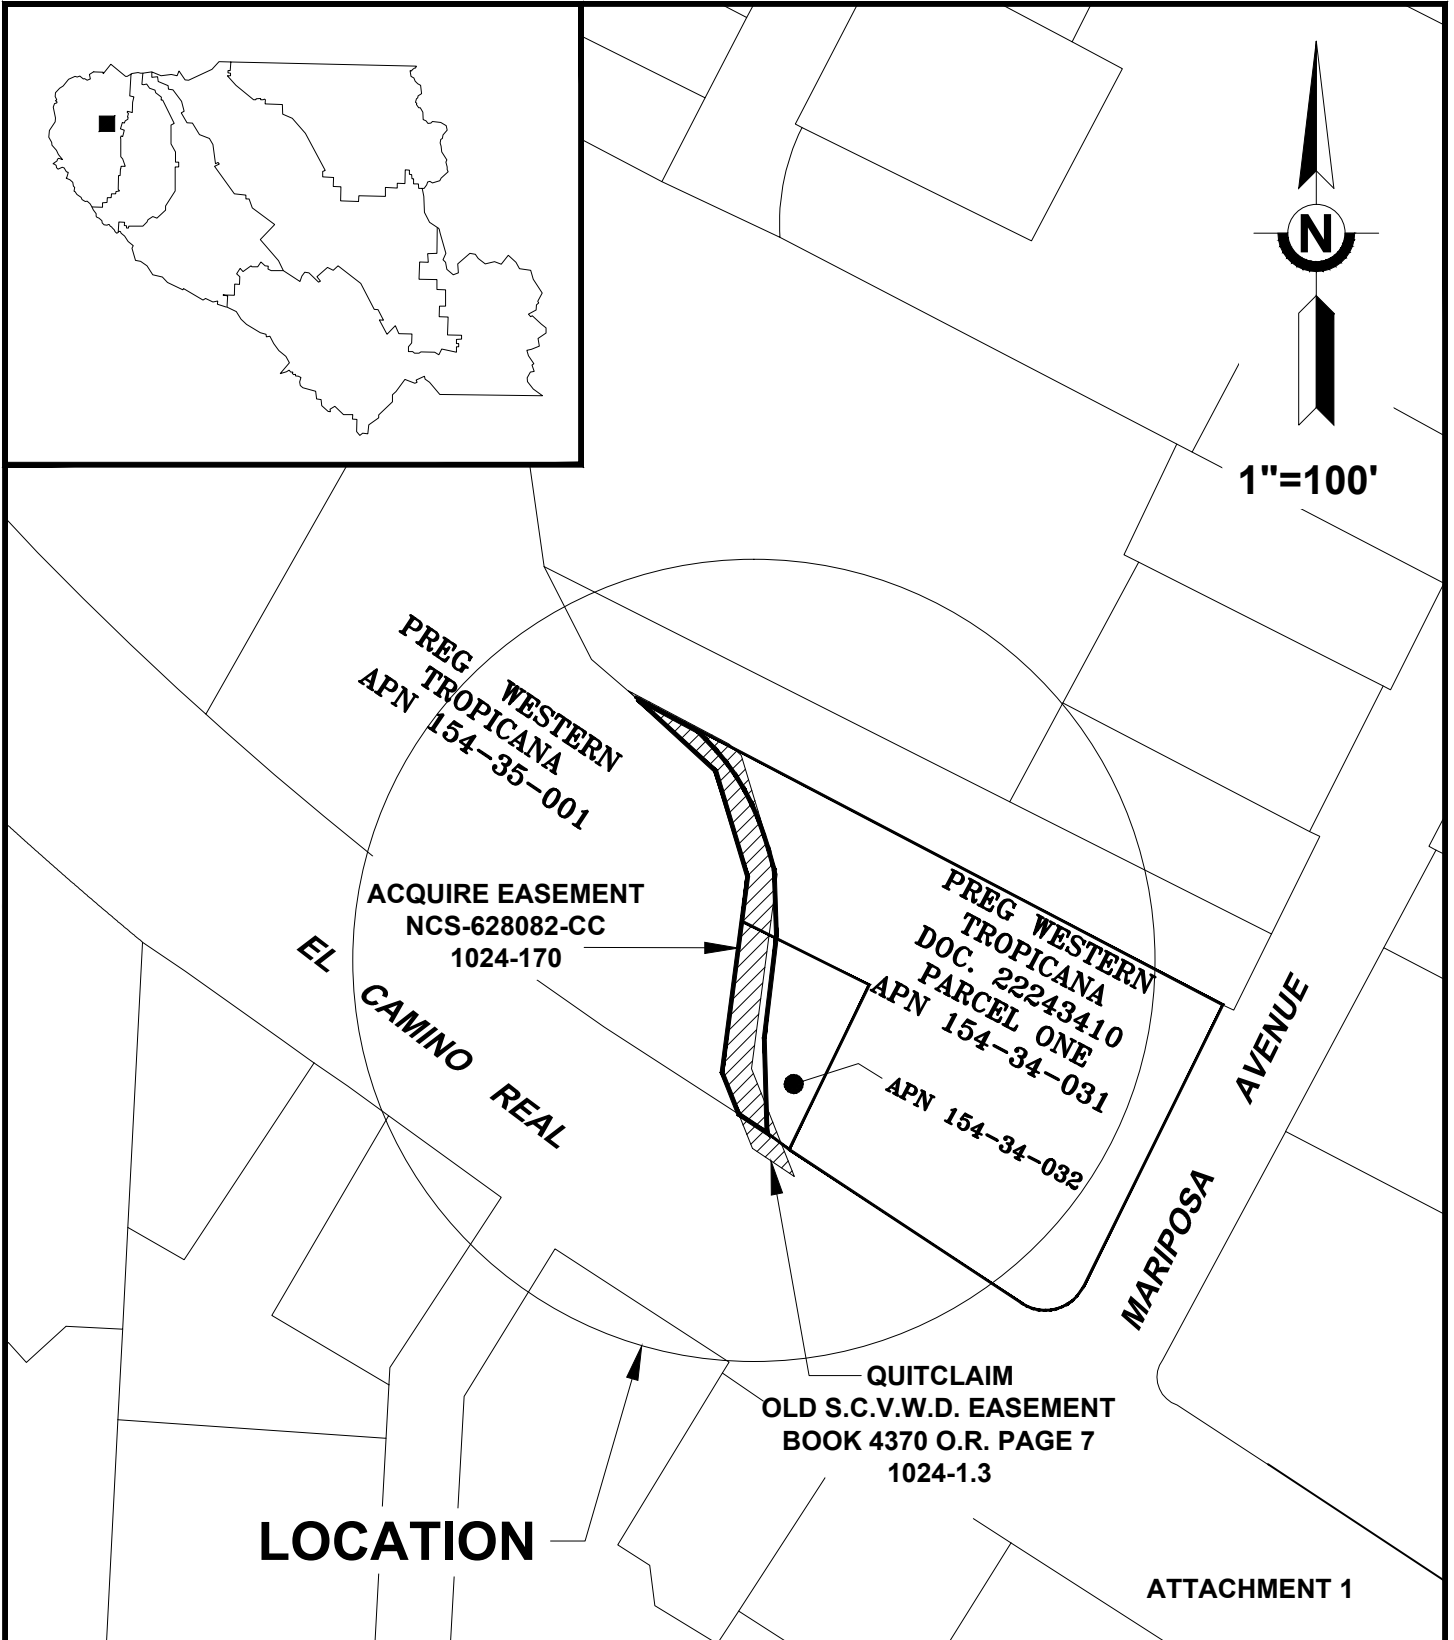 N
1"=100'
PREG WESTERN
TROPICANA
APN 154-35-001
ACQUIRE EASEMENT
NCS-628082-CC
1024-170
EL CAMINO REAL
PREG WESTERN
TROPICANA
DOC. 22243410
PARCEL ONE
APN 154-34-031
APN 154-34-032
MARIPOSA AVENUE
QUITCLAIM
OLD S.C.V.W.D. EASEMENT
BOOK 4370 O.R. PAGE 7
1024-1.3
LOCATION
ATTACHMENT 1